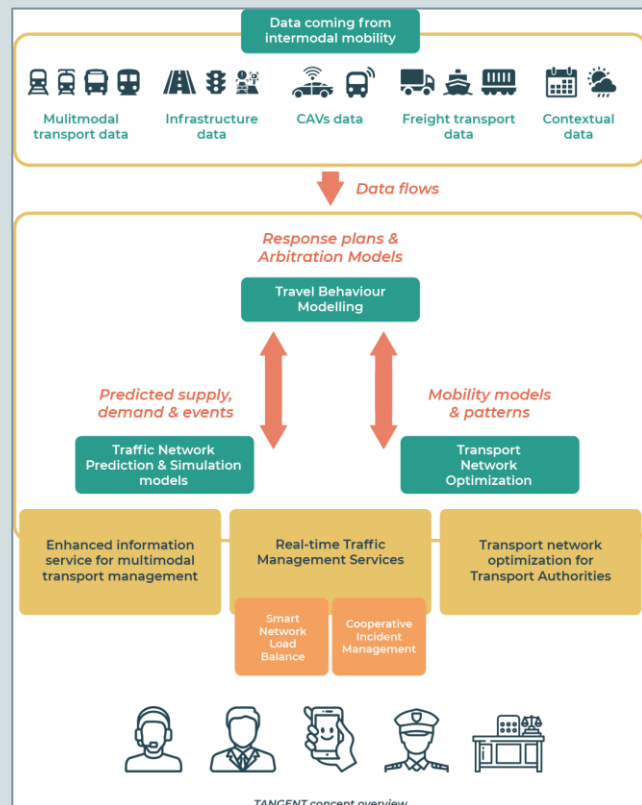 Data coming from
intermodal mobility
Mulitmodal
transport data
Infrastructure
data
CAVs data
Freight transport
data
Contextual
data
Data flows
Response plans &
Arbitration Models
Travel Behaviour
Modelling
Predicted supply,
demand & events
Mobility models
& patterns
Traffic Network
Prediction & Simulation
models
Transport
Network
Optimization
Enhanced information
service for multimodal
transport management
Real-time Traffic
Management Services
Transport network
optimization for
Transport Authorities
Smart
Network
Load
Balance
Cooperative
Incident
Management
TANGENT concept overview